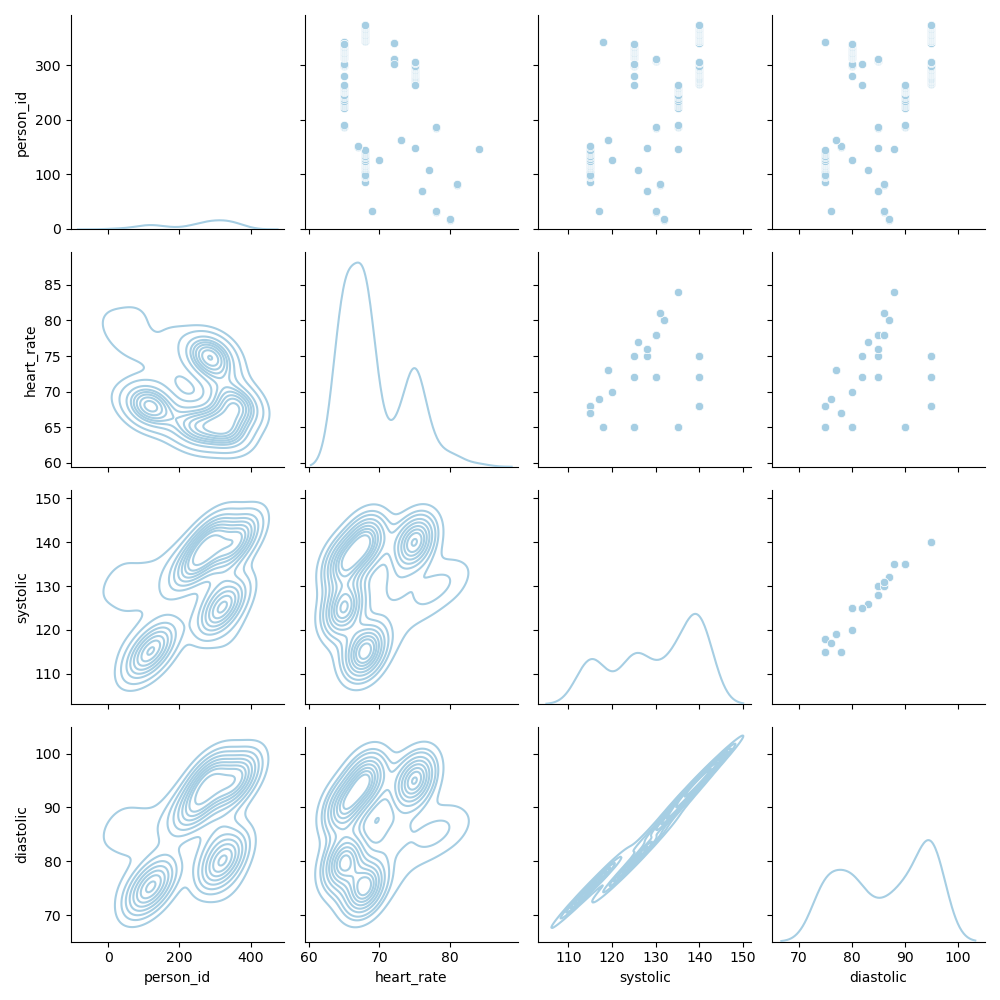 person_id
300
200
100
0
heart_rate
85
80
75
70
65
60
systolic
150
140
130
120
110
diastolic
100
90
80
70
0 200 400
60 70 80
110 120 130 140 150
70 80 90 100
person_id heart_rate systolic diastolic